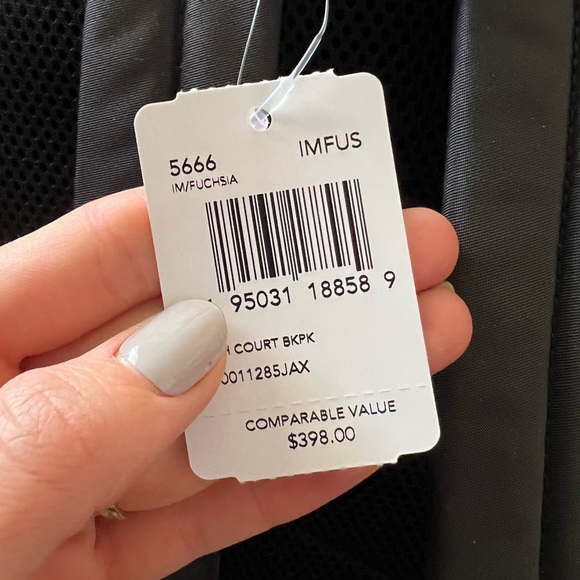 5666
IMFUS
IM/FUCHSIA
95031 18858 9
COURT BKPK
0011285JAX
COMPARABLE VALUE
$398.00